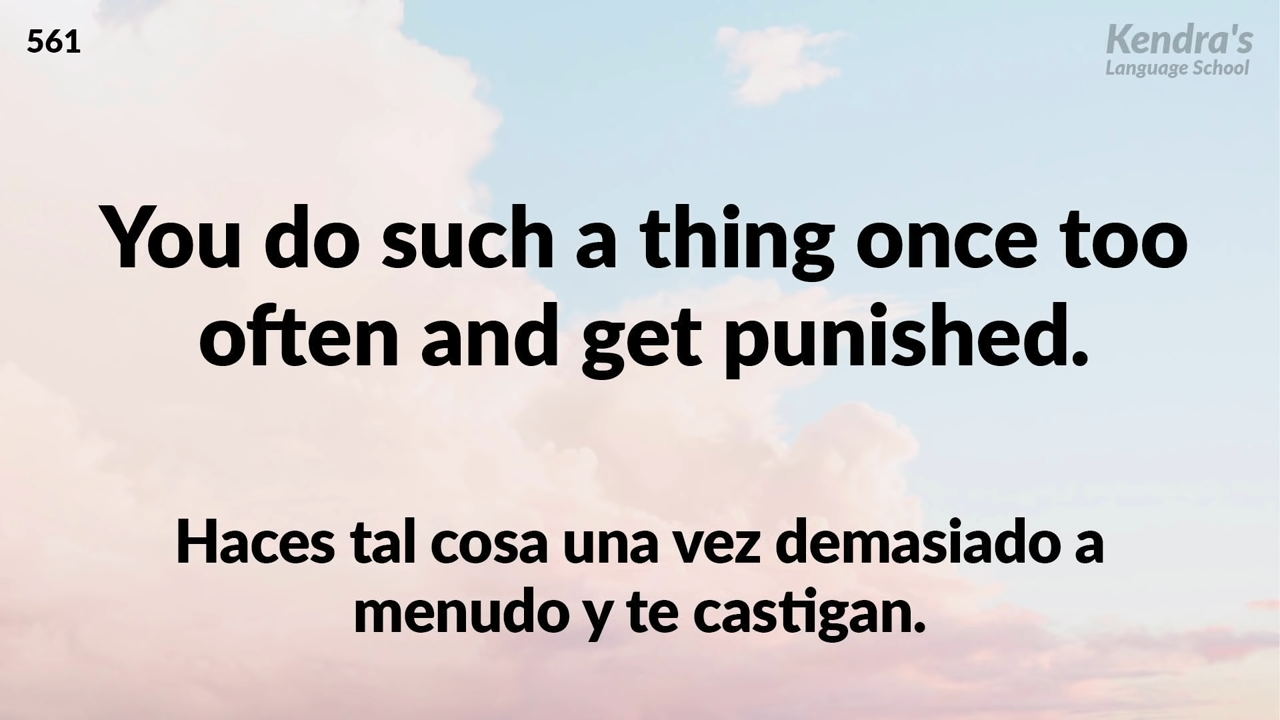 561
Kendra's
Language School
You do such a thing once too
often and get punished.
Haces tal cosa una vez demasiado a
menudo y te castigan.